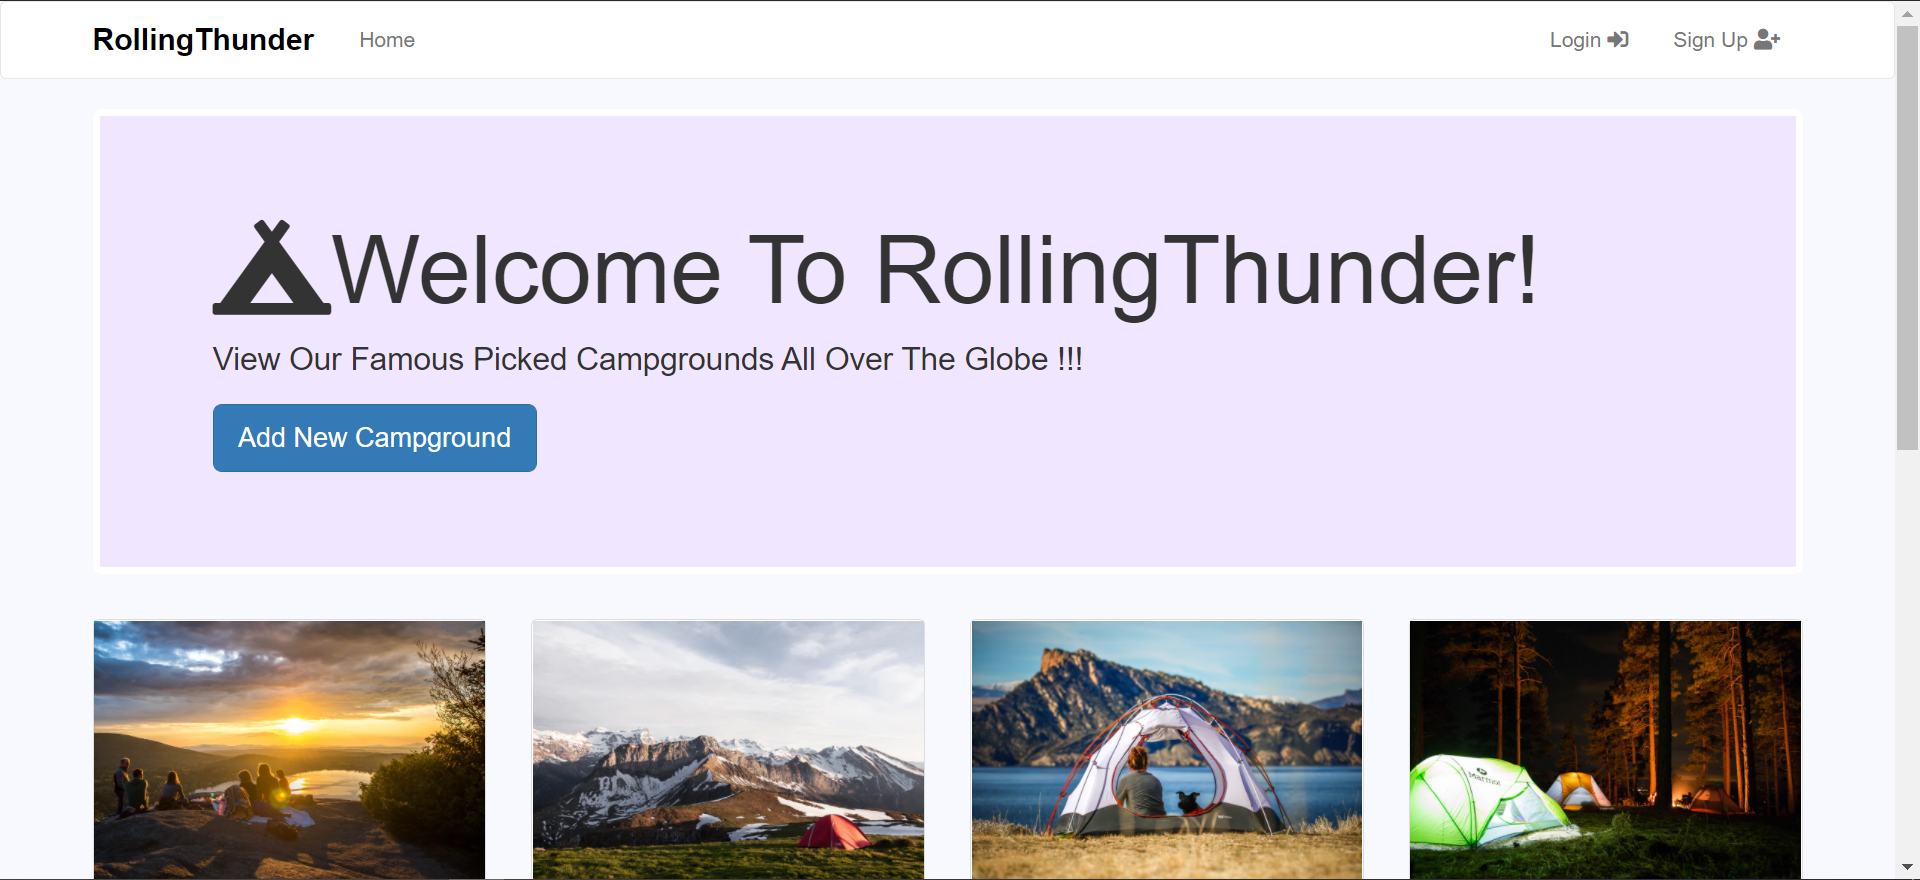 RollingThunder Home Login Sign Up
Welcome To RollingThunder!
View Our Famous Picked Campgrounds All Over The Globe !!!
Add New Campground
Marmot